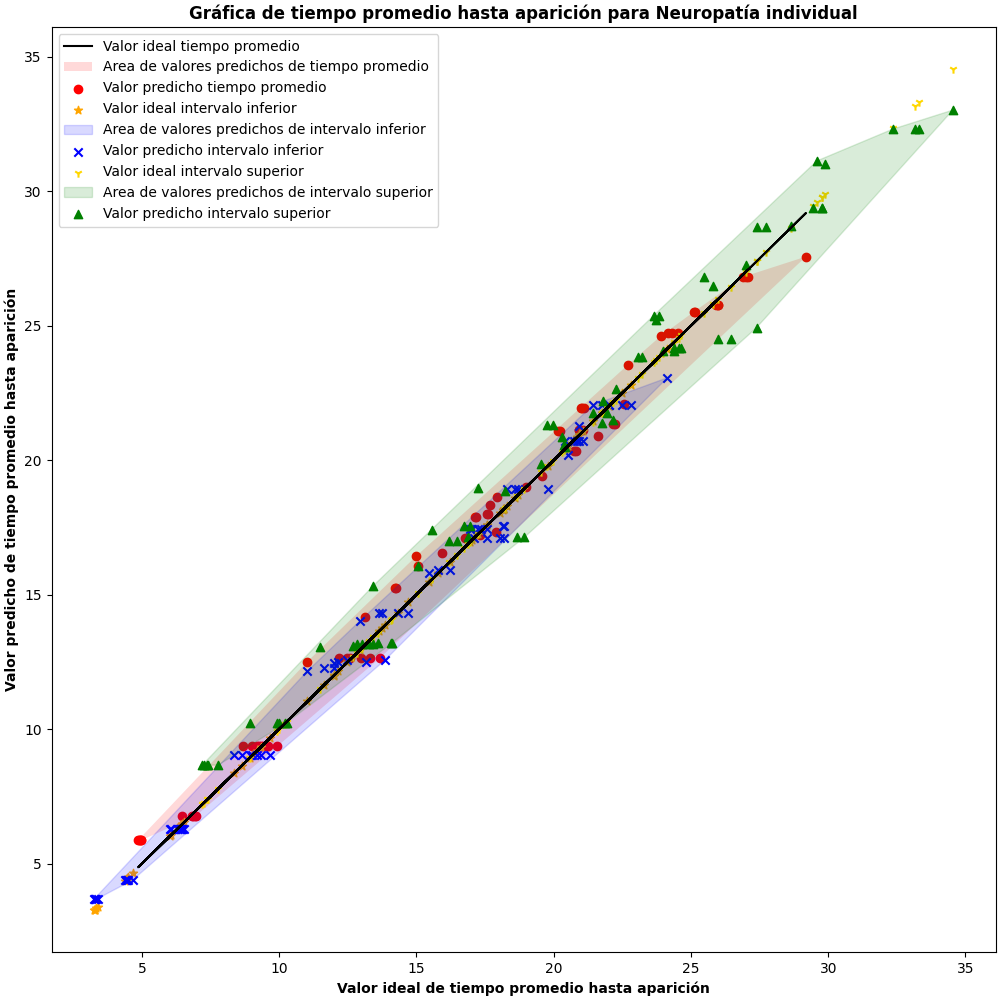 Gráfica de tiempo promedio hasta aparición para Neuropatía individual
Valor ideal tiempo promedio
Area de valores predichos de tiempo promedio
Valor predicho tiempo promedio
Valor ideal intervalo inferior
Area de valores predichos de intervalo inferior
Valor predicho intervalo inferior
Valor ideal intervalo superior
Area de valores predichos de intervalo superior
Valor predicho intervalo superior
Valor predicho de tiempo promedio hasta aparición
35
30
25
20
15
10
5
5 10 15 20 25 30 35
Valor ideal de tiempo promedio hasta aparición